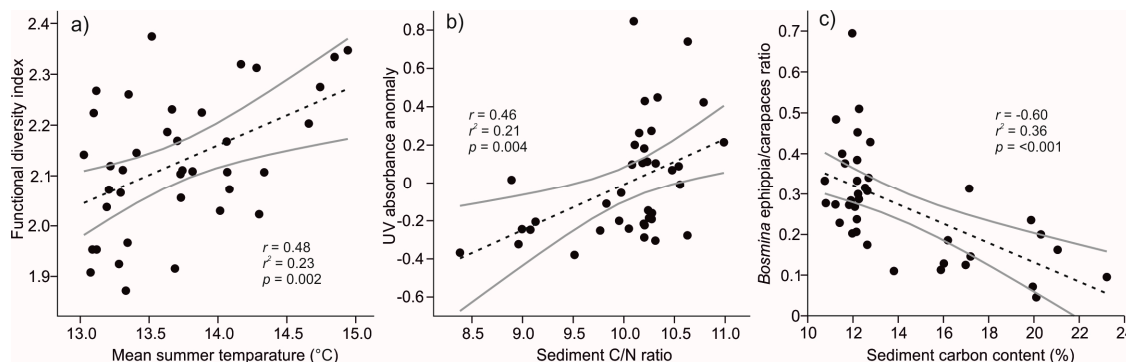 a)
Functional diversity index
2.4
2.3
2.2
2.1
2.0
1.9
r = 0.48
r² = 0.23
p = 0.002
13.0 13.5 14.0 14.5 15.0
Mean summer temparature (°C)
b)
UV absorbance anomaly
0.8
0.6
0.4
0.2
0
-0.2
-0.4
-0.6
r = 0.46
r² = 0.21
p = 0.004
8.5 9.0 9.5 10.0 10.5 11.0
Sediment C/N ratio
c)
Bosmina ephippia/carapaces ratio
0.7
0.6
0.5
0.4
0.3
0.2
0.1
0
r = -0.60
r² = 0.36
p = <0.001
10 12 14 16 18 20 22 24
Sediment carbon content (%)